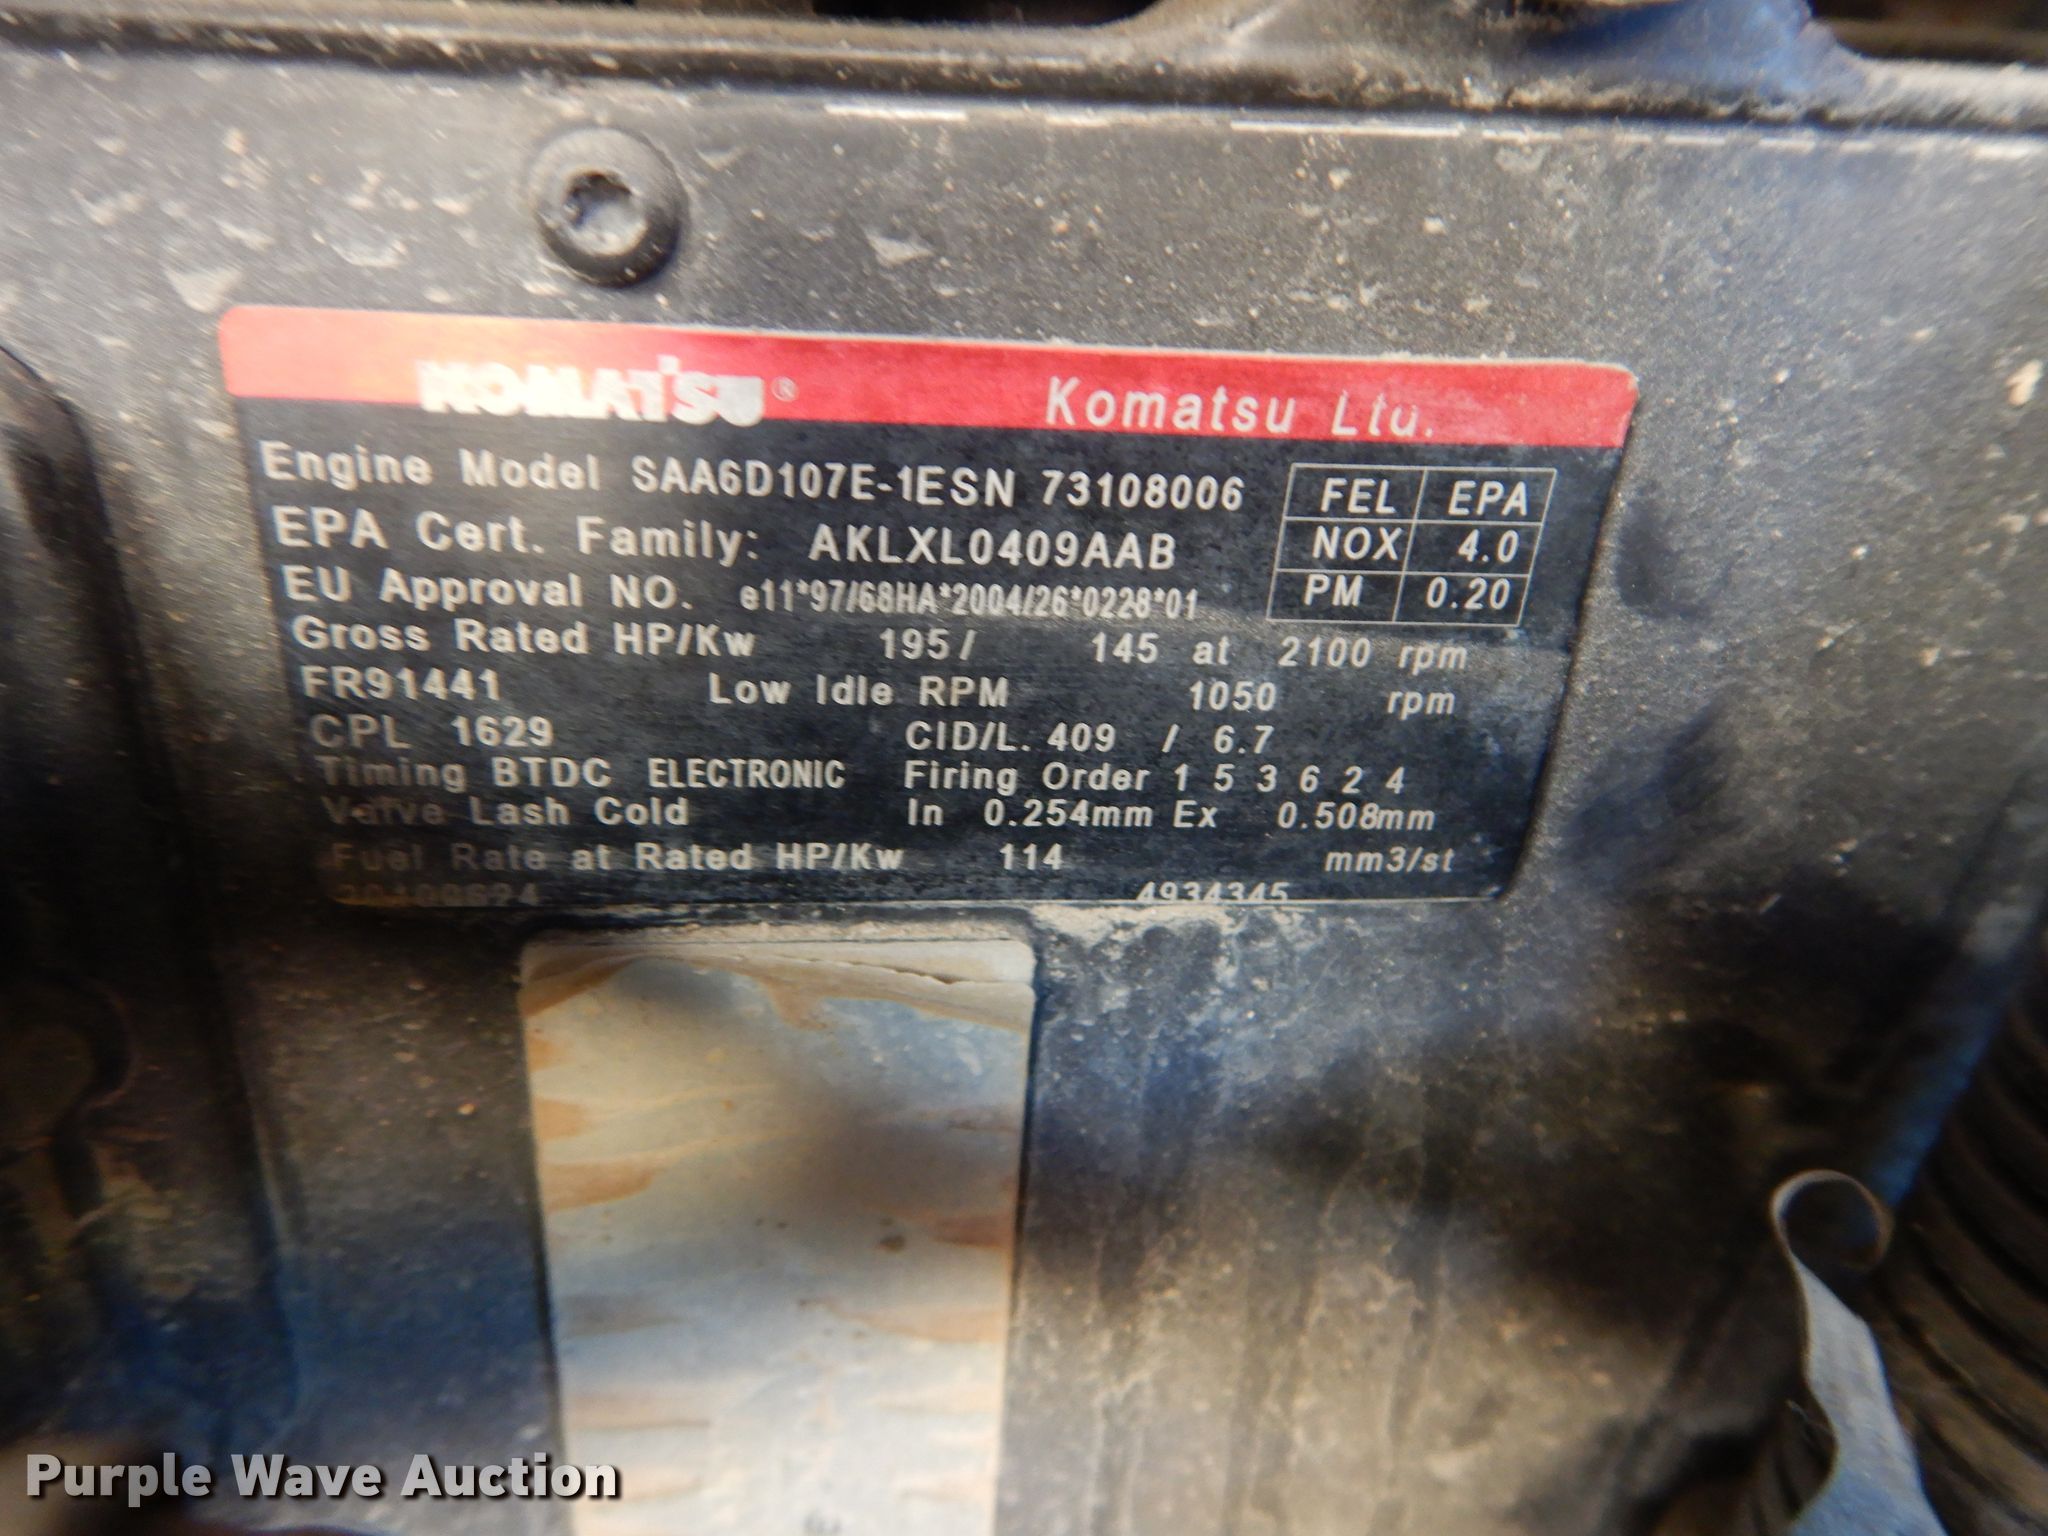 KOMATSU® Komatsu Ltd.
Engine Model SAA6D107E-1ESN 73108006
FEL EPA
NOX 4.0
PM 0.20
EPA Cert. Family: AKLXL0409AAB
EU Approval NO. e11*97/68HA*2004/26*0228*01
Gross Rated HP/Kw 195/ 145 at 2100 rpm
FR91441 Low Idle RPM 1050 rpm
CPL 1629 CID/L. 409 / 6.7
Timing BTDC ELECTRONIC Firing Order 1 5 3 6 2 4
Valve Lash Cold In 0.254mm Ex 0.508mm
Fuel Rate at Rated HP/Kw 114 mm3/st
20100624 4934345
Purple Wave Auction